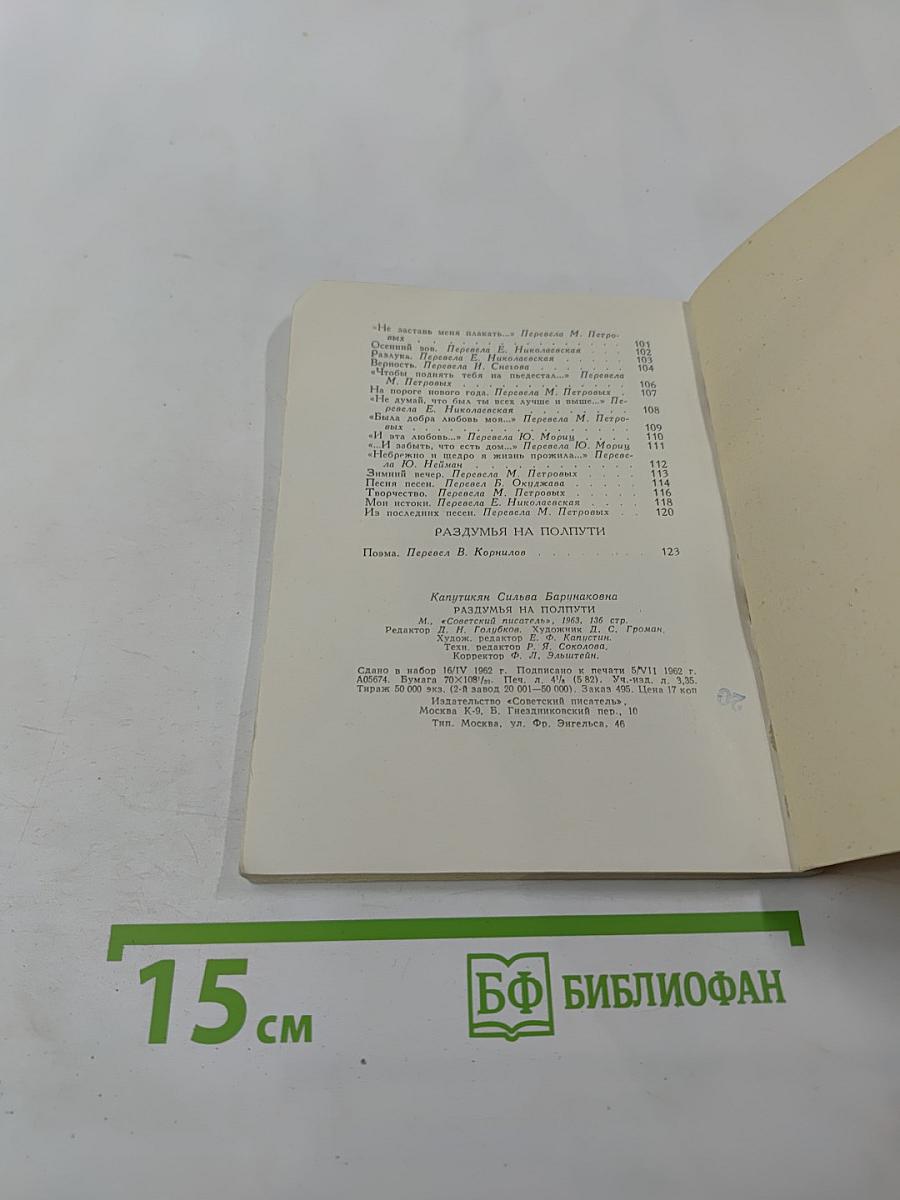 «Не заставь меня плакать...» Перевела М. Петро-
вых . . . . . . . . . . . . . . . 101
Осенний зов. Перевела Е. Николаевская . . . 102
Разлука. Перевела Е. Николаевская . . . . . 103
Верность. Перевела И. Снегова . . . . . . . 104
«Чтобы поднять тебя на пьедестал...» Перевела
М. Петровых . . . . . . . . . . . . 106
На пороге нового года. Перевела М. Петровых . 107
«Не думай, что был ты всех лучше и выше...» Пе-
ревела Е. Николаевская . . . . . . . . 108
«Была добра любовь моя...» Перевела М. Петро-
вых . . . . . . . . . . . . . . . 109
«И эта любовь...» Перевела Ю. Мориц . . . . 110
«...И забыть, что есть дом...» Перевела Ю. Мориц 111
«Небрежно и щедро я жизнь прожила...» Переве-
ла Ю. Нейман . . . . . . . . . . . 112
Зимний вечер. Перевела М. Петровых . . . . 113
Песня песен. Перевел Б. Окуджава . . . . . 114
Творчество. Перевела М. Петровых . . . . . 116
Мои истоки. Перевела Е. Николаевская . . . 118
Из последних песен. Перевела М. Петровых . . 120
РАЗДУМЬЯ НА ПОЛПУТИ
Поэма. Перевел В. Корнилов . . . . . . . . 123
Капутикян Сильва Барунаковна
РАЗДУМЬЯ НА ПОЛПУТИ
М., «Советский писатель», 1963, 136 стр.
Редактор Д. Н. Голубков. Художник Д. С. Громан.
Худож. редактор Е. Ф. Капустин.
Техн. редактор Р. Я. Соколова.
Корректор Ф. Л. Эльштейн.
Сдано в набор 16/IV 1962 г. Подписано к печати 5/VII 1962 г.
А05674. Бумага 70×108¹/₃₂. Печ. л. 4¹/₄ (5 82). Уч.-изд. л. 3,35.
Тираж 50 000 экз. (2-й завод 20 001—50 000). Заказ 495. Цена 17 коп
Издательство «Советский писатель»,
Москва К-9, Б. Гнездниковский пер., 10
Тип. Москва, ул. Фр. Энгельса, 46
15 см
БФ БИБЛИОФАН